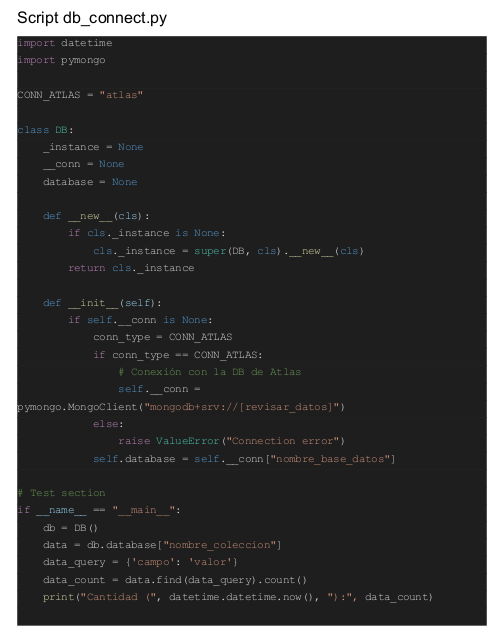 Script db_connect.py
import datetime
import pymongo
CONN_ATLAS = "atlas"
class DB:
    _instance = None
    __conn = None
    database = None
    def __new__(cls):
        if cls._instance is None:
            cls._instance = super(DB, cls).__new__(cls)
        return cls._instance
    def __init__(self):
        if self.__conn is None:
            conn_type = CONN_ATLAS
            if conn_type == CONN_ATLAS:
                # Conexión con la DB de Atlas
                self.__conn =
pymongo.MongoClient("mongodb+srv://[revisar_datos]")
            else:
                raise ValueError("Connection error")
            self.database = self.__conn["nombre_base_datos"]
# Test section
if __name__ == "__main__":
    db = DB()
    data = db.database["nombre_coleccion"]
    data_query = {'campo': 'valor'}
    data_count = data.find(data_query).count()
    print("Cantidad (", datetime.datetime.now(), "):", data_count)